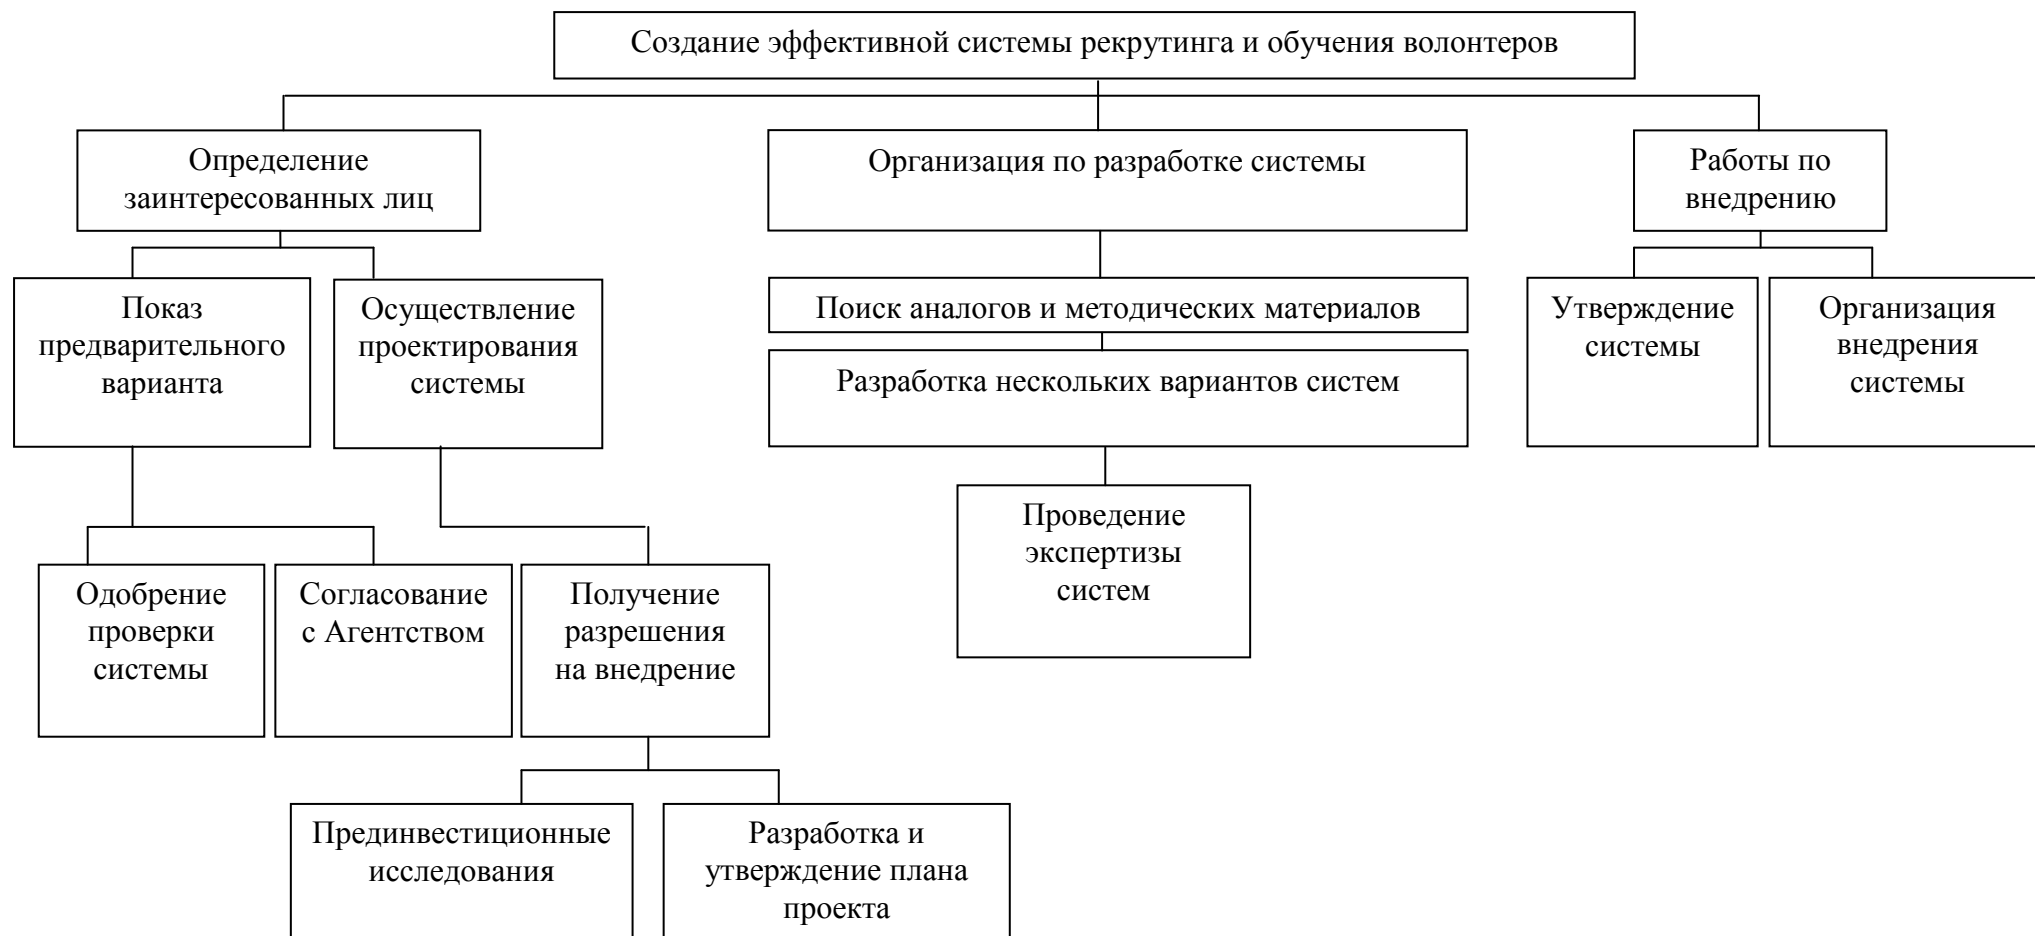 Создание эффективной системы рекрутинга и обучения волонтеров
Определение
заинтересованных лиц
Организация по разработке системы
Работы по
внедрению
Показ
предварительного
варианта
Осуществление
проектирования
системы
Поиск аналогов и методических материалов
Разработка нескольких вариантов систем
Утверждение
системы
Организация
внедрения
системы
Проведение
экспертизы
систем
Одобрение
проверки
системы
Согласование
с Агентством
Получение
разрешения
на внедрение
Прединвестиционные
исследования
Разработка и
утверждение плана
проекта